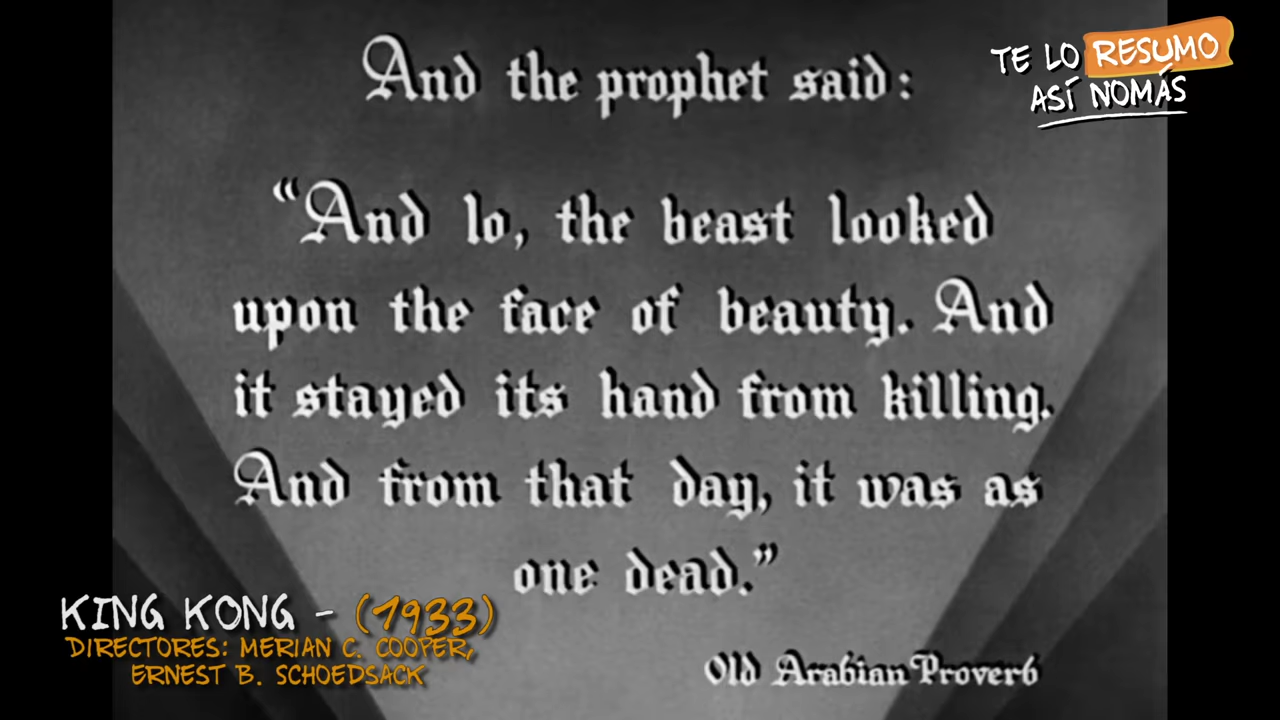 And the prophet said:
"And lo, the beast looked
upon the face of beauty. And
it stayed its hand from killing.
And from that day, it was as
one dead."
Old Arabian Proverb
TE LO RESUMO
ASÍ NOMÁS
KING KONG - (1933)
DIRECTORES: MERIAN C. COOPER,
ERNEST B. SCHOEDSACK